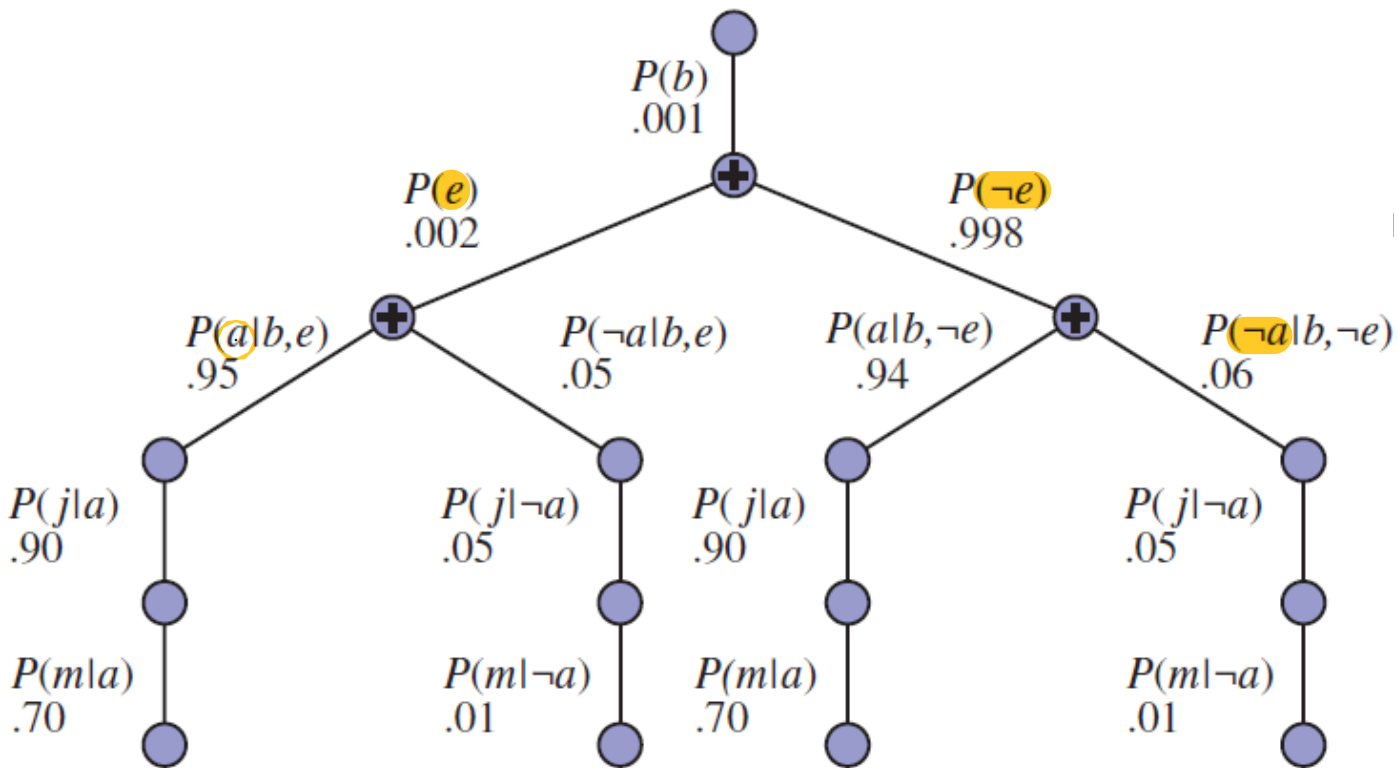 P(b)
.001
P(e)
.002
P(¬e)
.998
P(a|b,e)
.95
P(¬a|b,e)
.05
P(a|b,¬e)
.94
P(¬a|b,¬e)
.06
P(j|a)
.90
P(j|¬a)
.05
P(j|a)
.90
P(j|¬a)
.05
P(m|a)
.70
P(m|¬a)
.01
P(m|a)
.70
P(m|¬a)
.01